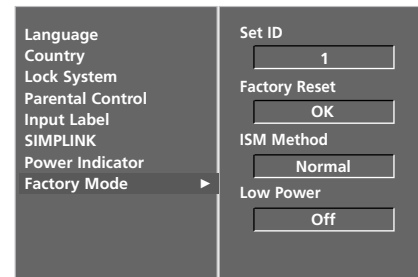 Language
Country
Lock System
Parental Control
Input Label
SIMPLINK
Power Indicator
Factory Mode ►
Set ID
1
Factory Reset
OK
ISM Method
Normal
Low Power
Off